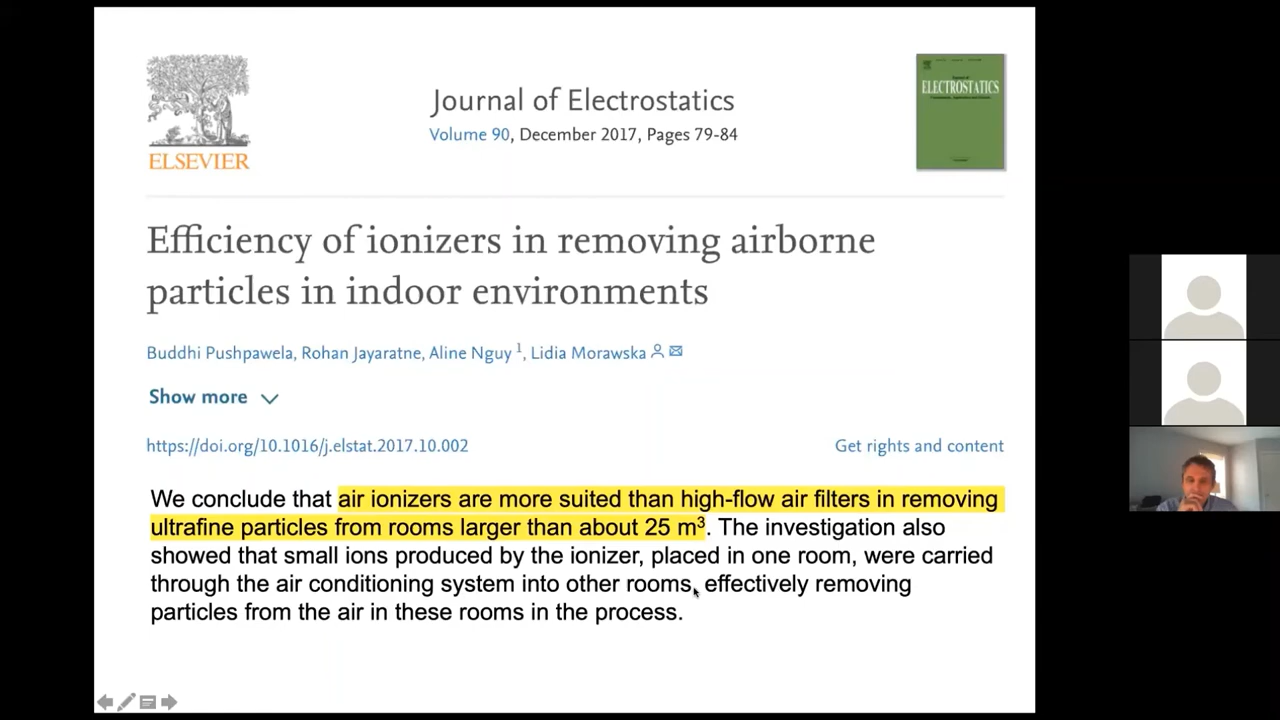 ELSEVIER
Journal of Electrostatics
Volume 90, December 2017, Pages 79-84
ELECTROSTATICS
Efficiency of ionizers in removing airborne
particles in indoor environments
Buddhi Pushpawela, Rohan Jayaratne, Aline Nguy ¹, Lidia Morawska
Show more
https://doi.org/10.1016/j.elstat.2017.10.002
Get rights and content
We conclude that air ionizers are more suited than high-flow air filters in removing
ultrafine particles from rooms larger than about 25 m³. The investigation also
showed that small ions produced by the ionizer, placed in one room, were carried
through the air conditioning system into other rooms, effectively removing
particles from the air in these rooms in the process.